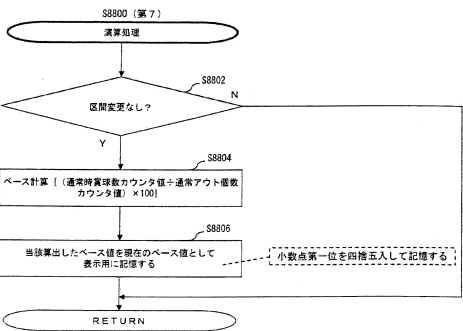 S8800（第７）
演算処理
S8802
区間変更なし？
N
Y
S8804
ベース計算［（通常時賞球数カウンタ値÷通常アウト個数
カウンタ値）×100］
S8806
当該算出したベース値を現在のベース値として
表示用に記憶する
小数点第一位を四捨五入して記憶する
ＲＥＴＵＲＮ